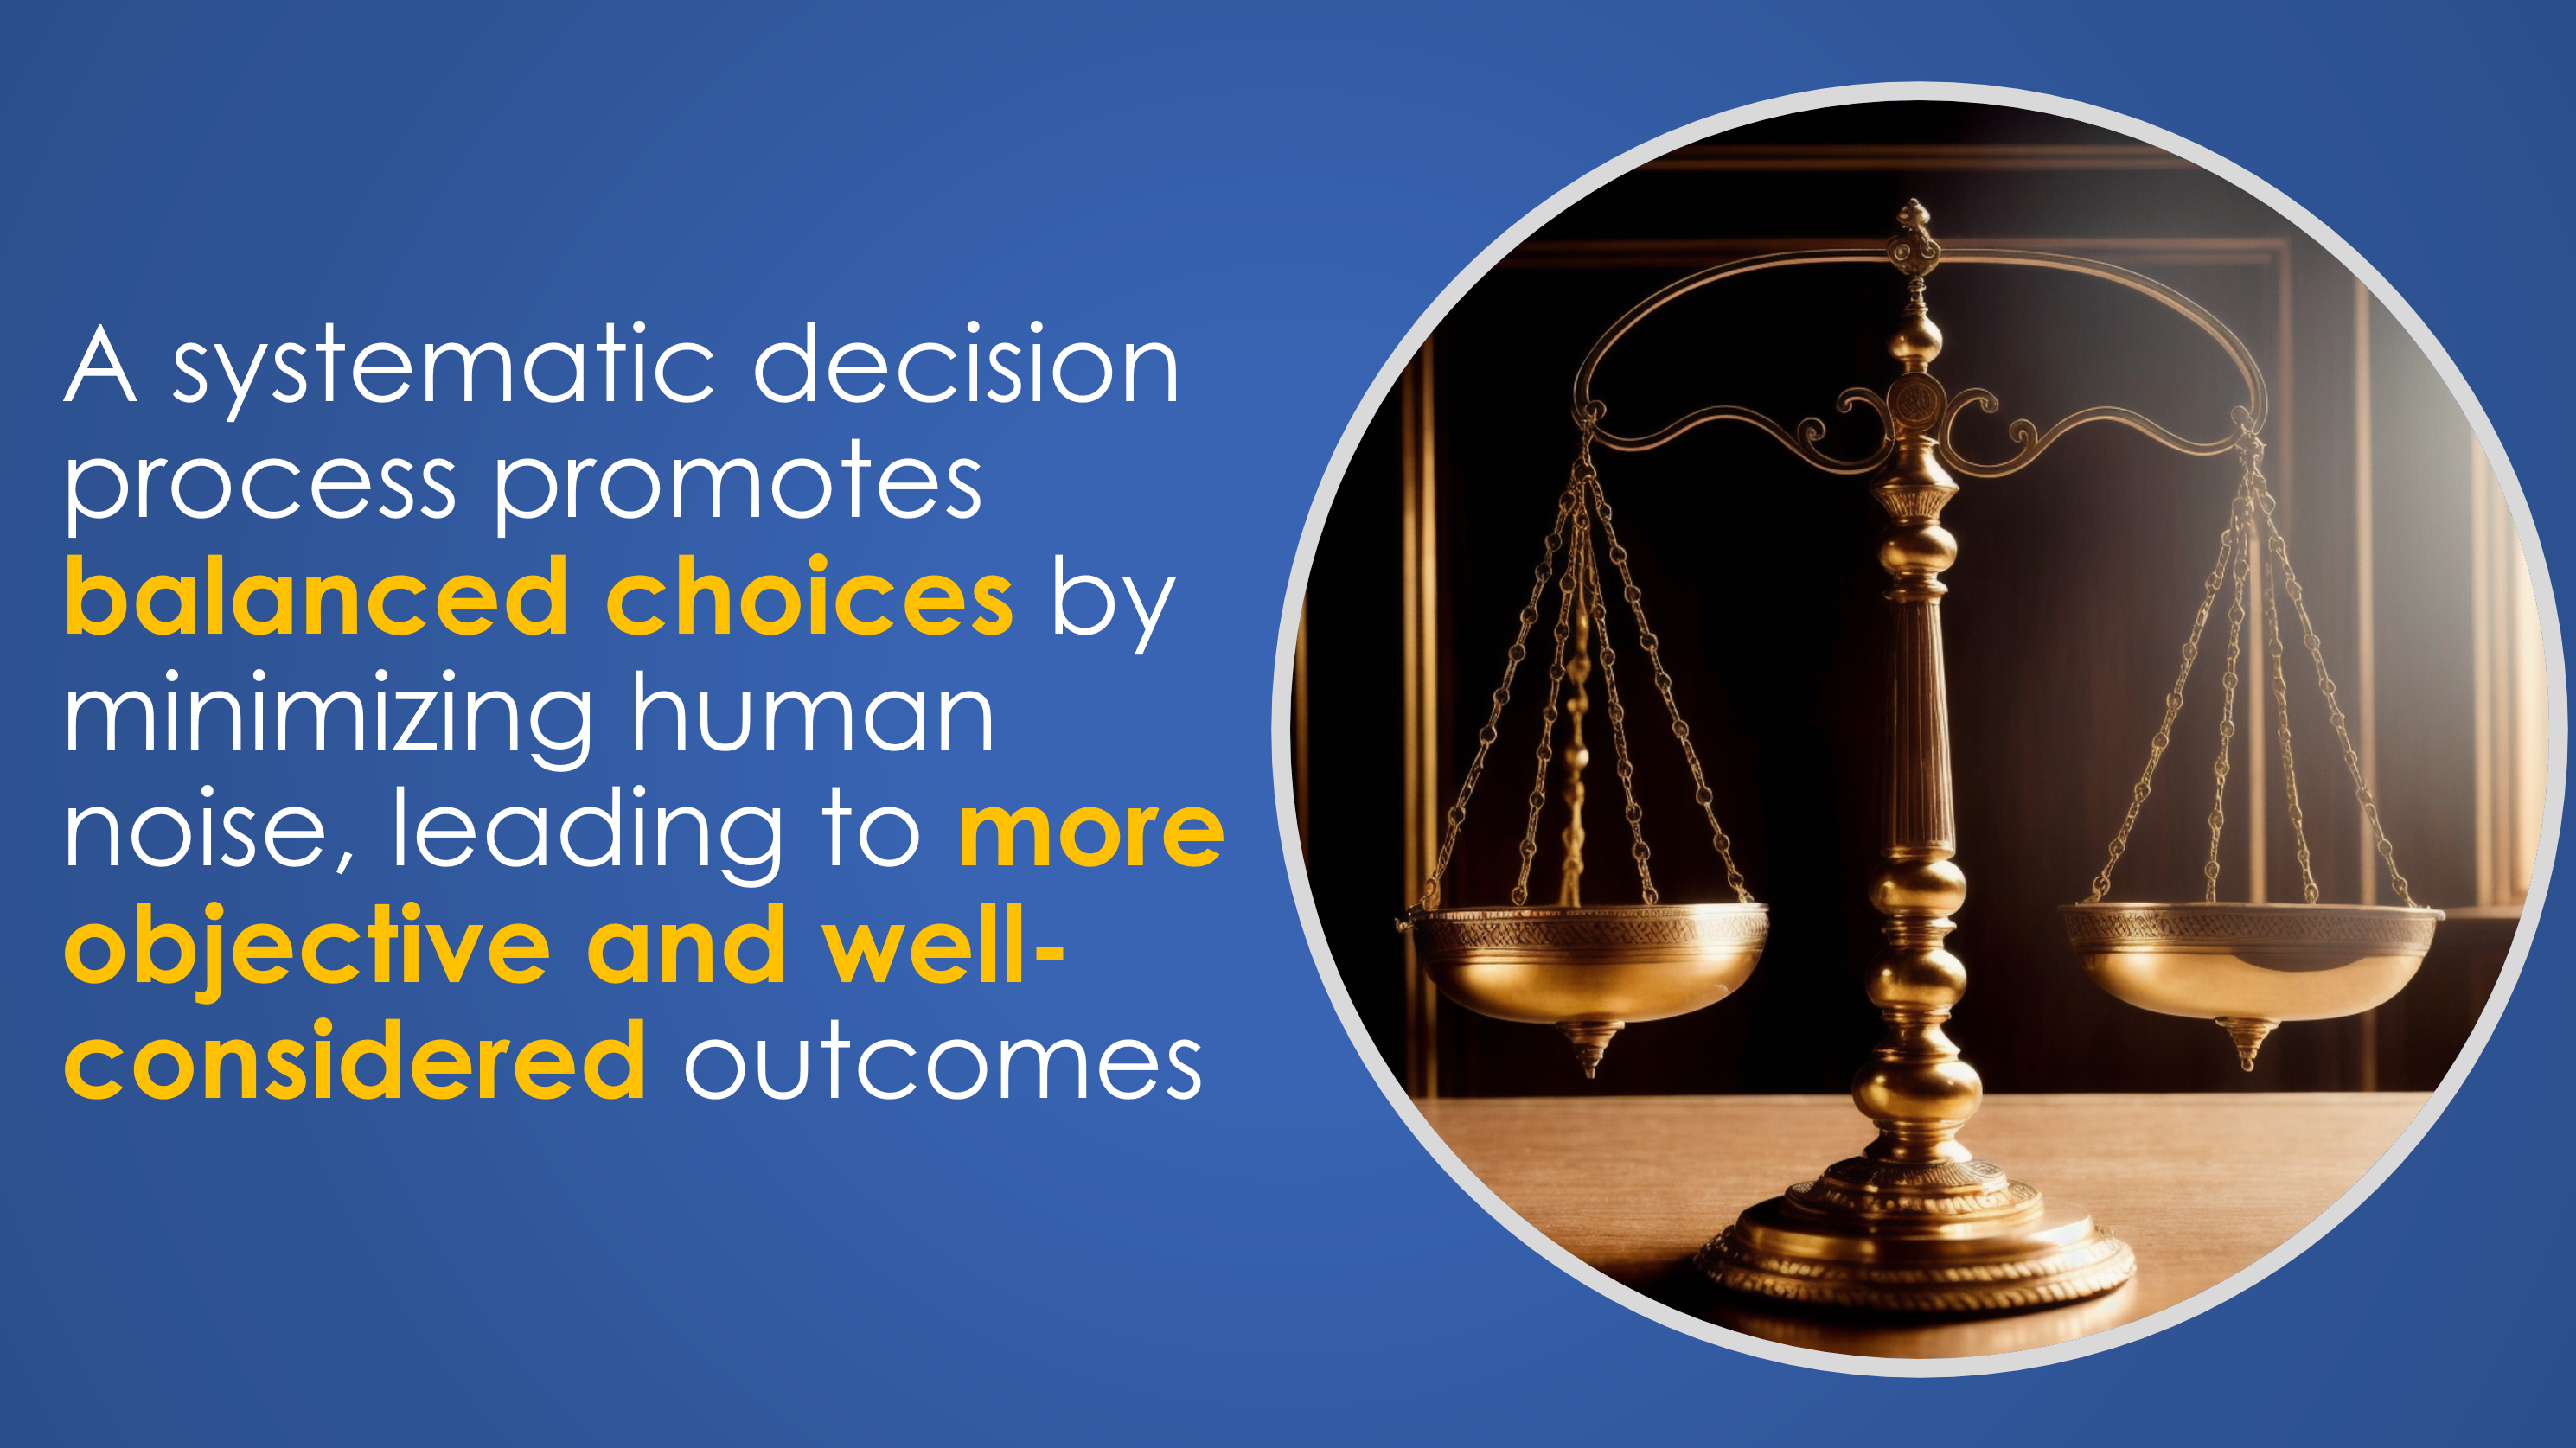 A systematic decision
process promotes
balanced choices by
minimizing human
noise, leading to more
objective and well-
considered outcomes